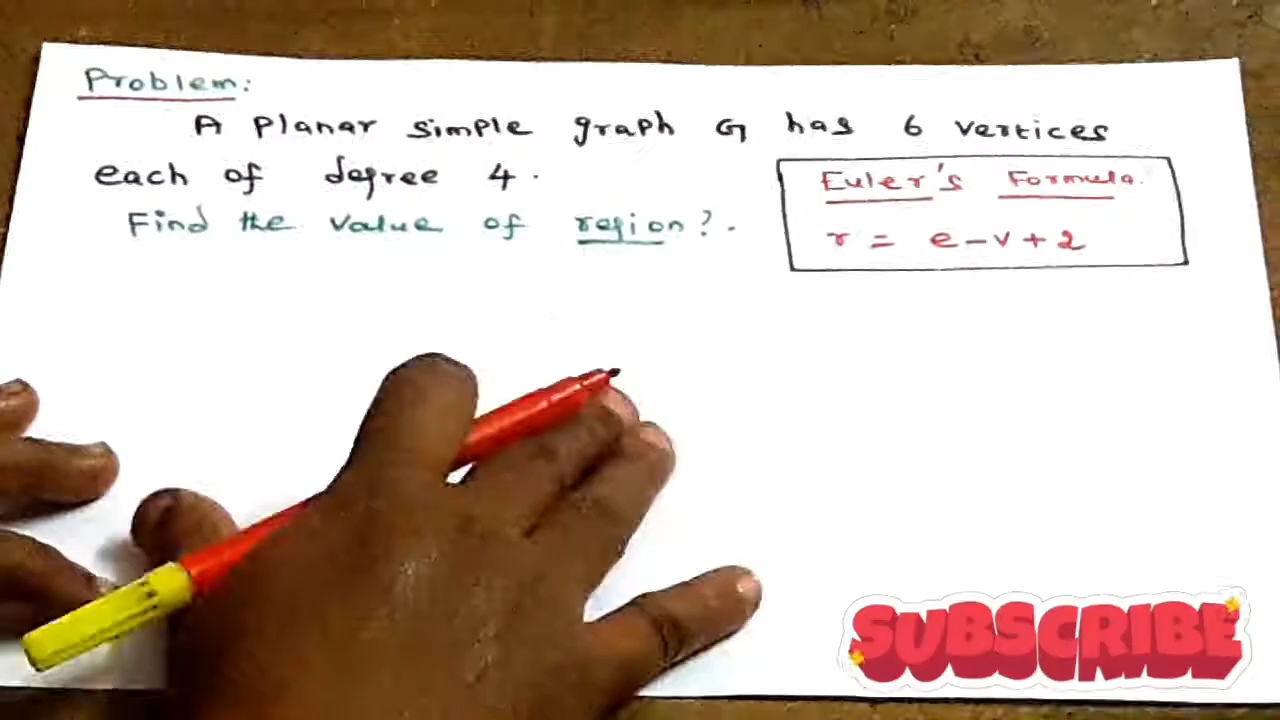 Problem:
A Planar simple graph G has 6 vertices
each of degree 4.
Find the value of region?.
Euler's Formula.
r = e-v+2
SUBSCRIBE